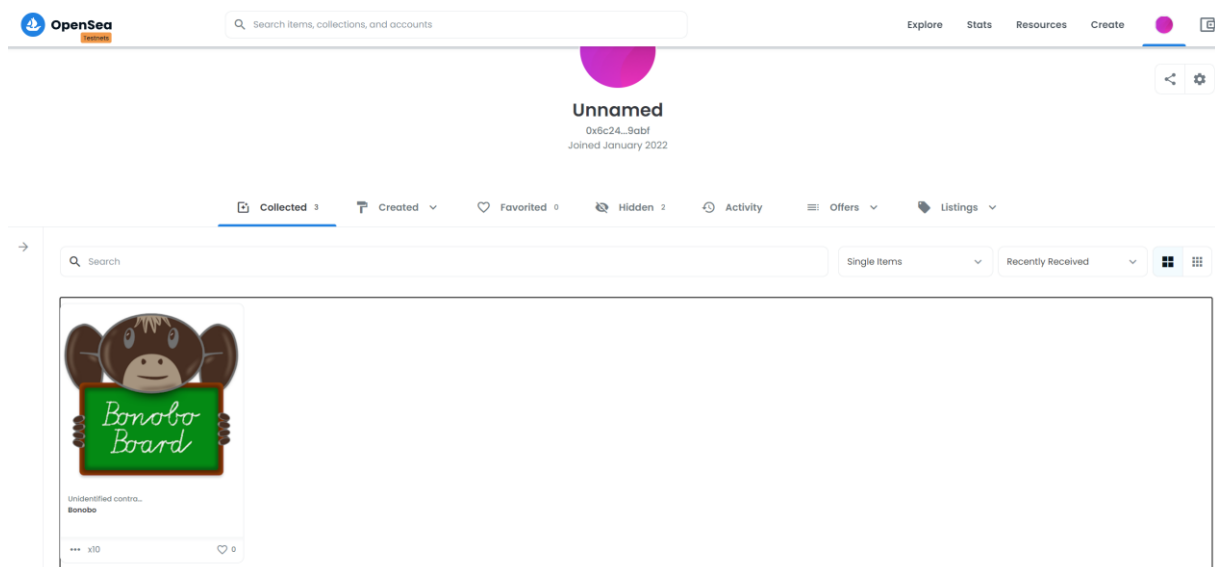 OpenSea
Testnets
Search items, collections, and accounts
Explore Stats Resources Create
Unnamed
0x6c24...9abf
Joined January 2022
Collected 3 Created Favorited 0 Hidden 2 Activity Offers Listings
Search
Single Items
Recently Received
Bonobo
Board
Unidentified contra...
Bonobo
x10
0